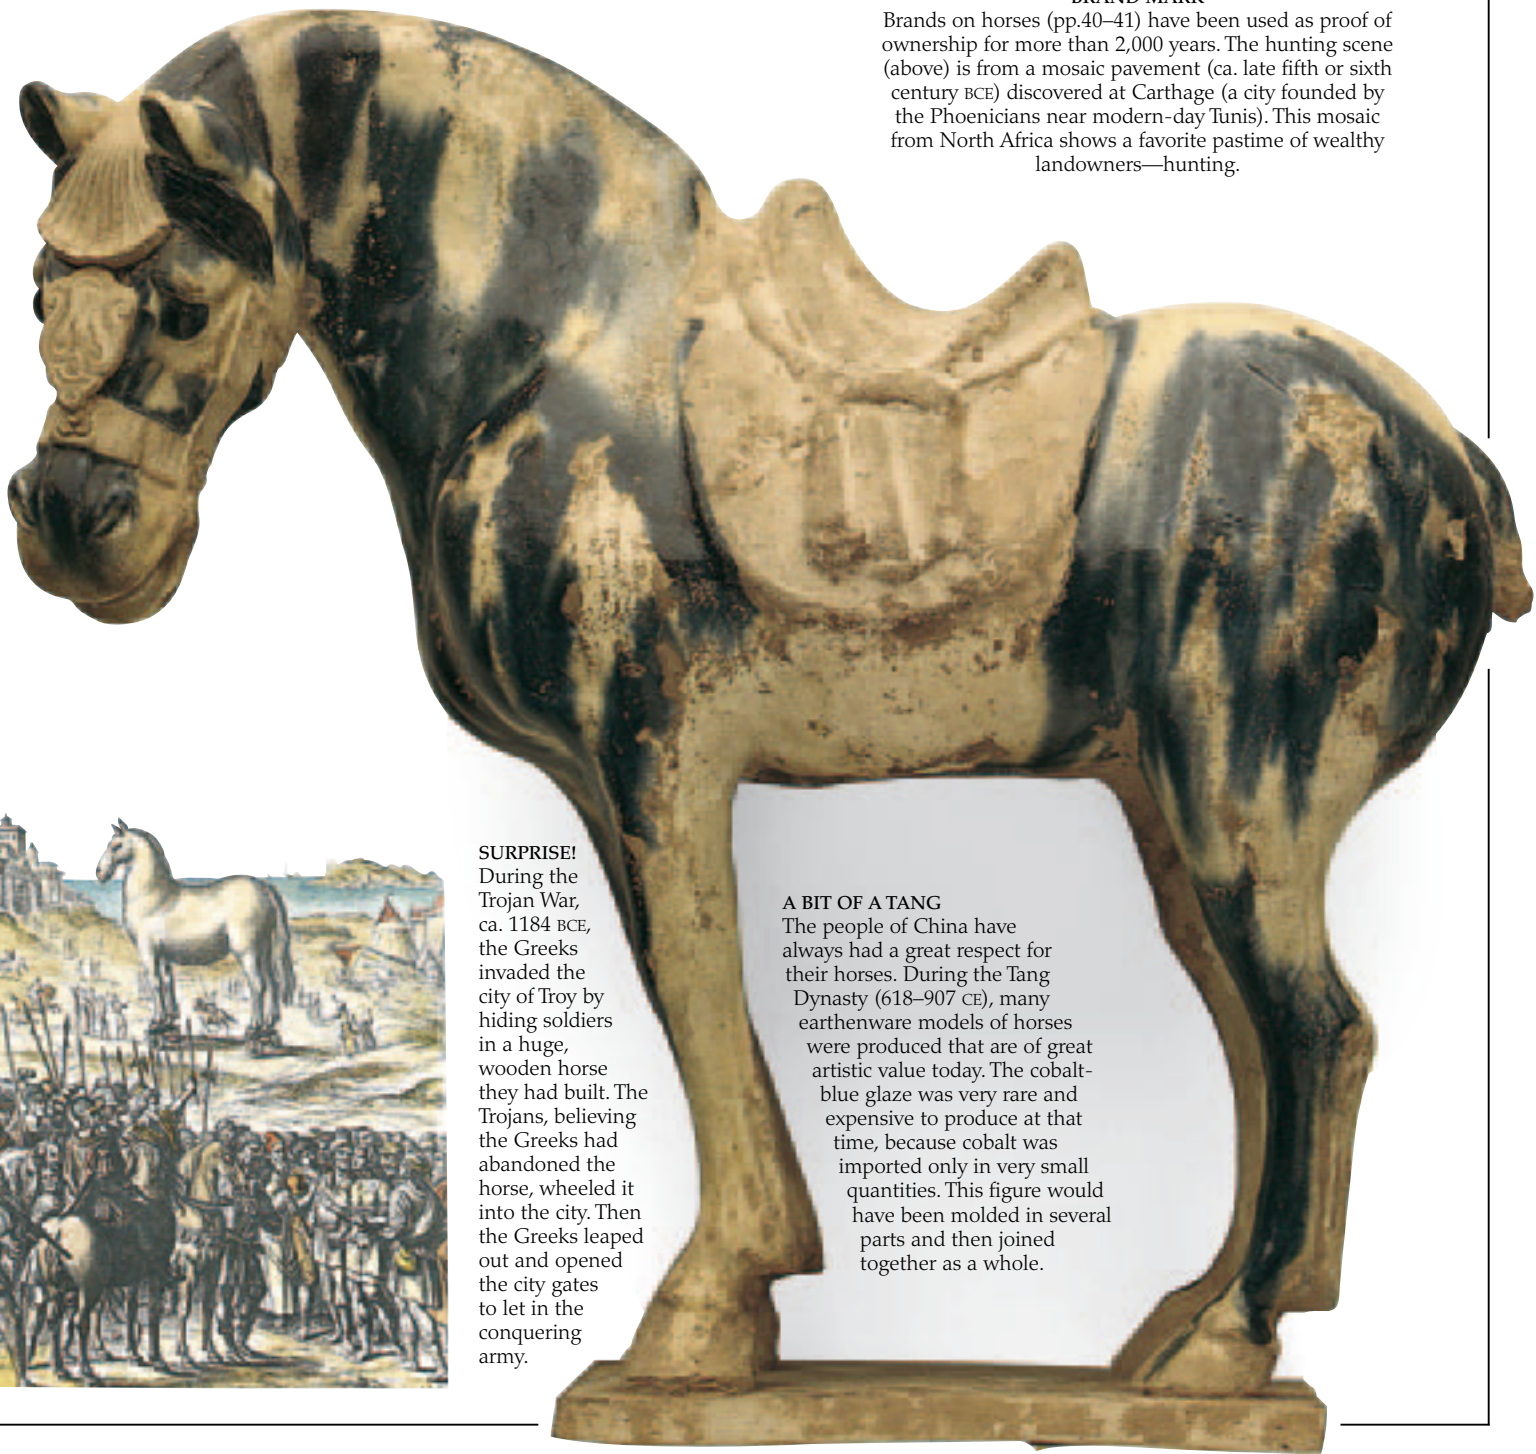 BRAND MARK
Brands on horses (pp.40–41) have been used as proof of
ownership for more than 2,000 years. The hunting scene
(above) is from a mosaic pavement (ca. late fifth or sixth
century BCE) discovered at Carthage (a city founded by
the Phoenicians near modern-day Tunis). This mosaic
from North Africa shows a favorite pastime of wealthy
landowners—hunting.
SURPRISE!
During the
Trojan War,
ca. 1184 BCE,
the Greeks
invaded the
city of Troy by
hiding soldiers
in a huge,
wooden horse
they had built. The
Trojans, believing
the Greeks had
abandoned the
horse, wheeled it
into the city. Then
the Greeks leaped
out and opened
the city gates
to let in the
conquering
army.
A BIT OF A TANG
The people of China have
always had a great respect for
their horses. During the Tang
Dynasty (618–907 CE), many
earthenware models of horses
were produced that are of great
artistic value today. The cobalt-
blue glaze was very rare and
expensive to produce at that
time, because cobalt was
imported only in very small
quantities. This figure would
have been molded in several
parts and then joined
together as a whole.